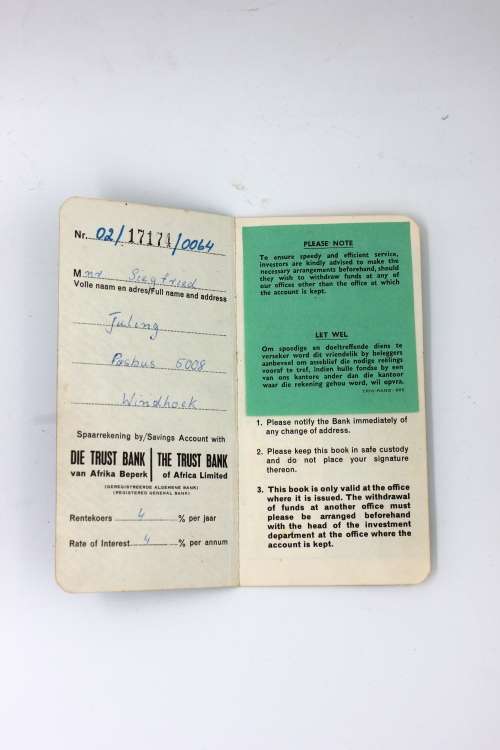 Nr. 02/17174/0064
Mnr. Siegfried
Volle naam en adres/Full name and address
Juling
Posbus 5008
Windhoek
Spaarrekening by/Savings Account with
DIE TRUST BANK | THE TRUST BANK
van Afrika Beperk | of Africa Limited
(GEREGISTREERDE ALGEMENE BANK)
(REGISTERED GENERAL BANK)
Rentekoers 4 % per jaar
Rate of Interest 4 % per annum
PLEASE NOTE
To ensure speedy and efficient service,
investors are kindly advised to make the
necessary arrangements beforehand, should
they wish to withdraw funds at any of
our offices other than the office at which
the account is kept.
LET WEL
Om spoedige en doeltreffende diens te
verseker word dit vriendelik by beleggers
aanbeveel om asseblief die nodige reëlings
vooraf te tref, indien hulle fondse by een
van ons kantore ander dan die kantoor
waar die rekening gehou word, wil opvra.
1. Please notify the Bank immediately of
any change of address.
2. Please keep this book in safe custody
and do not place your signature
thereon.
3. This book is only valid at the office
where it is issued. The withdrawal
of funds at another office must
please be arranged beforehand
with the head of the investment
department at the office where the
account is kept.